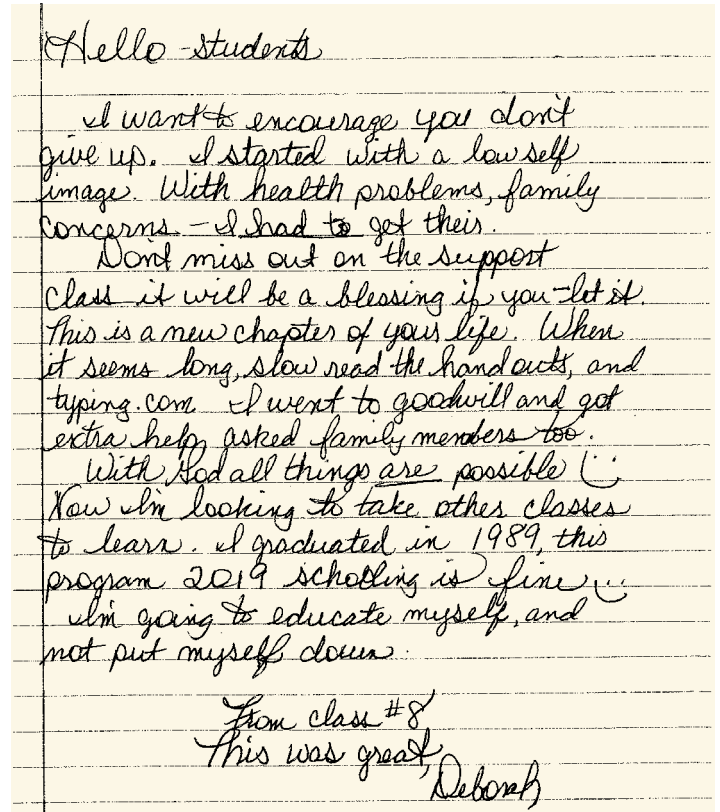 Hello students
I want to encourage you don't
give up. I started with a low self
image. With health problems, family
concerns – I had to get their.
Don't miss out on the support
class it will be a blessing if you let it.
This is a new chapter of your life. When
it seems long, slow read the handouts, and
typing.com I went to goodwill and got
extra help, asked family members too.
With God all things are possible :)
Now I'm looking to take other classes
to learn. I graduated in 1989, this
program 2019 schooling is fine :)
I'm going to educate myself, and
not put myself down.
From class #8
This was great,
Deborah